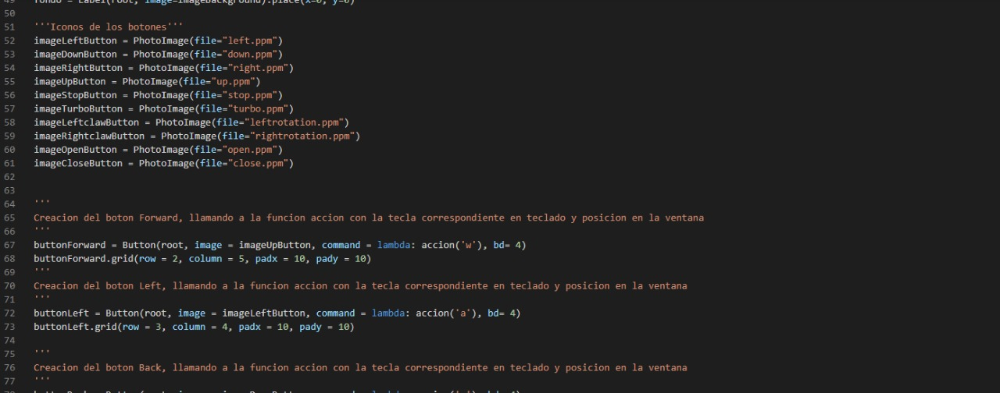 49 fondo = Label(root, image=imageBackground).place(x=0, y=0)
50
51 '''Iconos de los botones'''
52 imageLeftButton = PhotoImage(file="left.ppm")
53 imageDownButton = PhotoImage(file="down.ppm")
54 imageRightButton = PhotoImage(file="right.ppm")
55 imageUpButton = PhotoImage(file="up.ppm")
56 imageStopButton = PhotoImage(file="stop.ppm")
57 imageTurboButton = PhotoImage(file="turbo.ppm")
58 imageLeftclawButton = PhotoImage(file="leftrotation.ppm")
59 imageRightclawButton = PhotoImage(file="rightrotation.ppm")
60 imageOpenButton = PhotoImage(file="open.ppm")
61 imageCloseButton = PhotoImage(file="close.ppm")
62
63
64 '''
65 Creacion del boton Forward, llamando a la funcion accion con la tecla correspondiente en teclado y posicion en la ventana
66 '''
67 buttonForward = Button(root, image = imageUpButton, command = lambda: accion('w'), bd= 4)
68 buttonForward.grid(row = 2, column = 5, padx = 10, pady = 10)
69 '''
70 Creacion del boton Left, llamando a la funcion accion con la tecla correspondiente en teclado y posicion en la ventana
71 '''
72 buttonLeft = Button(root, image = imageLeftButton, command = lambda: accion('a'), bd= 4)
73 buttonLeft.grid(row = 3, column = 4, padx = 10, pady = 10)
74
75 '''
76 Creacion del boton Back, llamando a la funcion accion con la tecla correspondiente en teclado y posicion en la ventana
77 '''